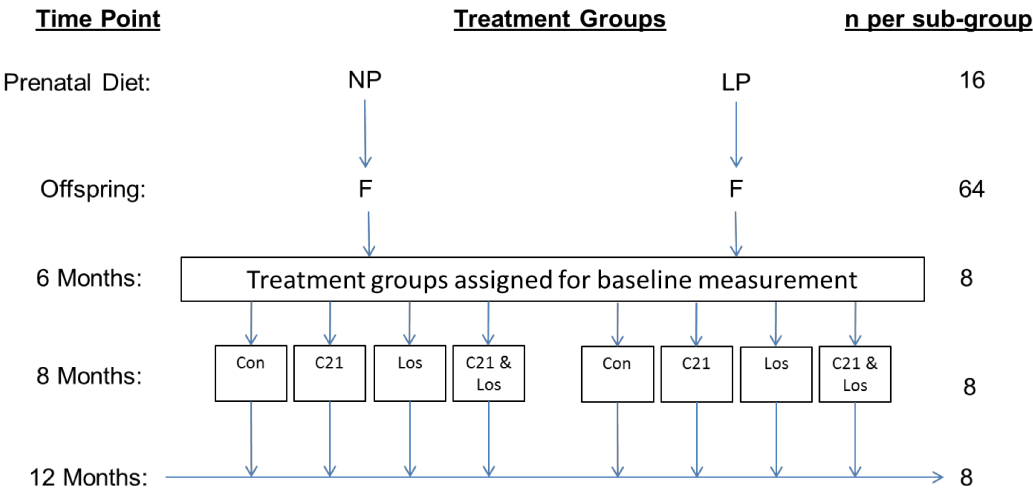 Time Point Treatment Groups n per sub-group
Prenatal Diet: NP LP 16
Offspring: F F 64
6 Months: Treatment groups assigned for baseline measurement 8
Con C21 Los C21 & Con C21 Los C21 &
Los Los
8 Months: 8
12 Months: 8